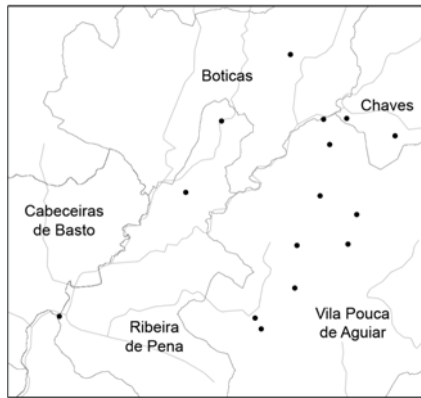 Boticas
Chaves
Cabeceiras
de Basto
Ribeira
de Pena
Vila Pouca
de Aguiar